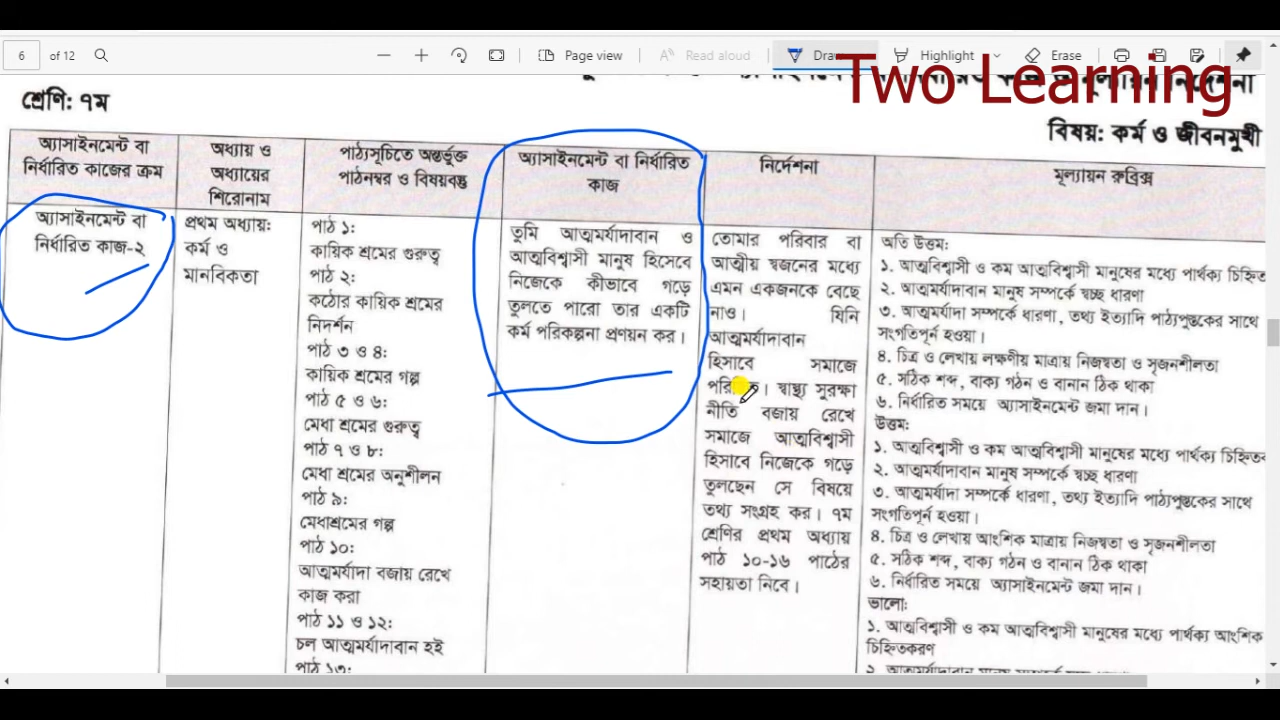 6 of 12
Page view
Read aloud
Highlight
Erase
Two Learning
শ্রেণি: ৭ম
বিষয়: কর্ম ও জীবনমুখী
অ্যাসাইনমেন্ট বা
নির্ধারিত কাজের ক্রম
অধ্যায় ও
অধ্যায়ের
শিরোনাম
পাঠ্যসূচিতে অন্তর্ভুক্ত
পাঠনম্বর ও বিষয়বস্তু
অ্যাসাইনমেন্ট বা নির্ধারিত
কাজ
নির্দেশনা
মূল্যায়ন রুব্রিক্স
অ্যাসাইনমেন্ট বা
নির্ধারিত কাজ-২
প্রথম অধ্যায়:
কর্ম ও
মানবিকতা
পাঠ ১:
কায়িক শ্রমের গুরুত্ব
পাঠ ২:
কঠোর কায়িক শ্রমের
নিদর্শন
পাঠ ৩ ও ৪:
কায়িক শ্রমের গল্প
পাঠ ৫ ও ৬:
মেধা শ্রমের গুরুত্ব
পাঠ ৭ ও ৮:
মেধা শ্রমের অনুশীলন
পাঠ ৯:
মেধাশ্রমের গল্প
পাঠ ১০:
আত্মমর্যাদা বজায় রেখে
কাজ করা
পাঠ ১১ ও ১২:
চল আত্মমর্যাদাবান হই
পাঠ ১৩:
তুমি আত্মমর্যাদাবান ও
আত্মবিশ্বাসী মানুষ হিসেবে
নিজেকে কীভাবে গড়ে
তুলতে পারো তার একটি
কর্ম পরিকল্পনা প্রণয়ন কর।
তোমার পরিবার বা
আত্মীয় স্বজনের মধ্যে
এমন একজনকে বেছে
নাও। যিনি
আত্মমর্যাদাবান
হিসাবে সমাজে
। স্বাস্থ্য সুরক্ষা
নীতি বজায় রেখে
সমাজে আত্মবিশ্বাসী
হিসাবে নিজেকে গড়ে
তুলছেন সে বিষয়ে
তথ্য সংগ্রহ কর। ৭ম
শ্রেণির প্রথম অধ্যায়
পাঠ ১০-১৬ পাঠের
সহায়তা নিবে।
অতি উত্তম:
১. আত্মবিশ্বাসী ও কম আত্মবিশ্বাসী মানুষের মধ্যে পার্থক্য
২. আত্মমর্যাদাবান মানুষ সম্পর্কে স্বচ্ছ ধারণা
৩. আত্মমর্যাদা সম্পর্কে ধারণা, তথ্য ইত্যাদি পাঠ্যপুস্তকের সাথে
সংগতিপূর্ন হওয়া।
৪. চিত্র ও লেখায় লক্ষণীয় মাত্রায় নিজস্বতা ও সৃজনশীলতা
৫. সঠিক শব্দ, বাক্য গঠন ও বানান ঠিক থাকা
৬. নির্ধারিত সময়ে অ্যাসাইনমেন্ট জমা দান।
উত্তম:
১. আত্মবিশ্বাসী ও কম আত্মবিশ্বাসী মানুষের মধ্যে পার্থক্য
২. আত্মমর্যাদাবান মানুষ সম্পর্কে স্বচ্ছ ধারণা
৩. আত্মমর্যাদা সম্পর্কে ধারণা, তথ্য ইত্যাদি পাঠ্যপুস্তকের সাথে
সংগতিপূর্ন হওয়া।
৪. চিত্র ও লেখায় আংশিক মাত্রায় নিজস্বতা ও সৃজনশীলতা
৫. সঠিক শব্দ, বাক্য গঠন ও বানান ঠিক থাকা
৬. নির্ধারিত সময়ে অ্যাসাইনমেন্ট জমা দান।
ভালো:
১. আত্মবিশ্বাসী ও কম আত্মবিশ্বাসী মানুষের মধ্যে পার্থক্য আংশিক
চিহ্নিতকরণ